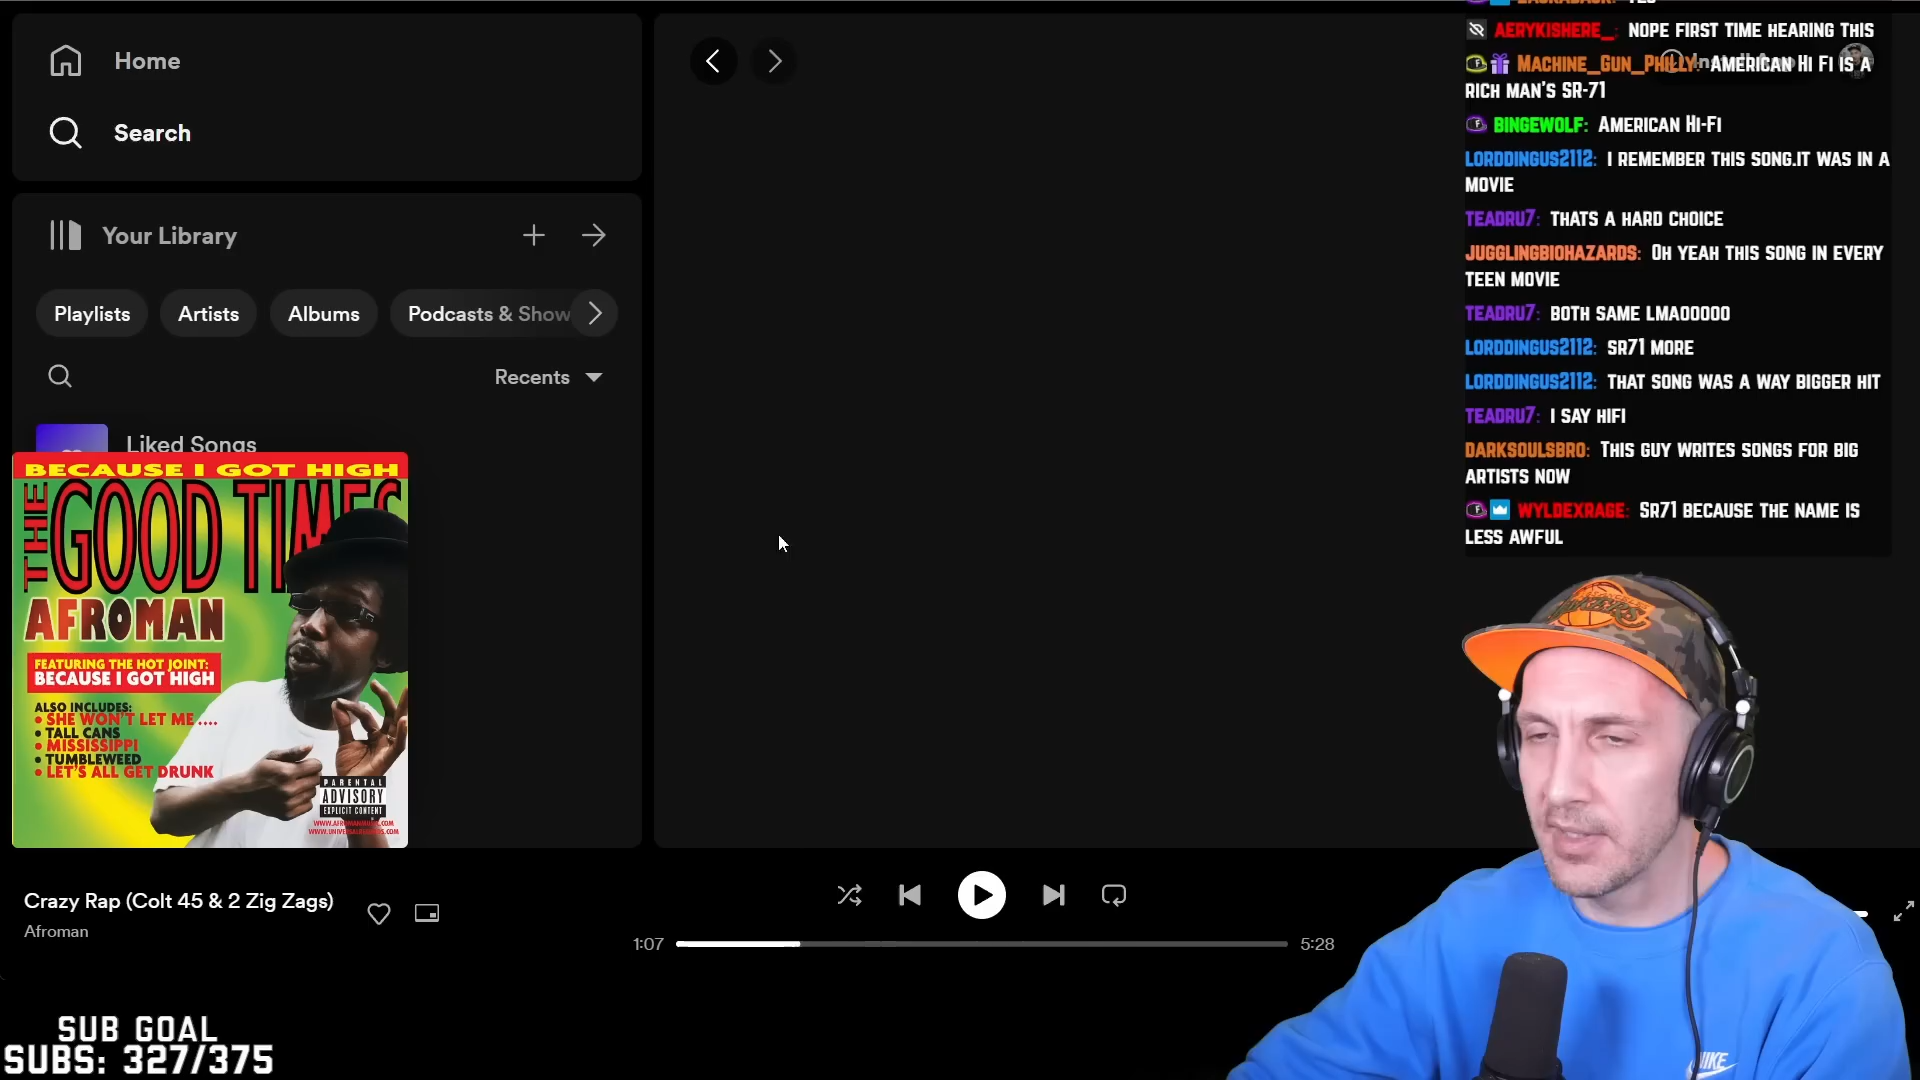 Home
Search
Your Library
Playlists
Artists
Albums
Podcasts & Show
Recents
Liked Songs
BECAUSE I GOT HIGH
THE
GOOD TIMES
AFROMAN
FEATURING THE HOT JOINT:
BECAUSE I GOT HIGH
ALSO INCLUDES:
• SHE WON'T LET ME ....
• TALL CANS
• MISSISSIPPI
• TUMBLEWEED
• LET'S ALL GET DRUNK
PARENTAL
ADVISORY
EXPLICIT CONTENT
Crazy Rap (Colt 45 & 2 Zig Zags)
Afroman
1:07
5:28
SUB GOAL
SUBS: 327/375
AERYKISHERE_: NOPE FIRST TIME HEARING THIS
MACHINE_GUN_PHILLY: AMERICAN HI FI IS A
RICH MAN'S SR-71
BINGEWOLF: AMERICAN HI-FI
LORDDINGUS2112: I REMEMBER THIS SONG.IT WAS IN A
MOVIE
TEADRU7: THATS A HARD CHOICE
JUGGLINGBIOHAZARDS: OH YEAH THIS SONG IN EVERY
TEEN MOVIE
TEADRU7: BOTH SAME LMAOOOOO
LORDDINGUS2112: SR71 MORE
LORDDINGUS2112: THAT SONG WAS A WAY BIGGER HIT
TEADRU7: I SAY HIFI
DARKSOULSBRO: THIS GUY WRITES SONGS FOR BIG
ARTISTS NOW
WYLDEXRAGE: SR71 BECAUSE THE NAME IS
LESS AWFUL
NIKE